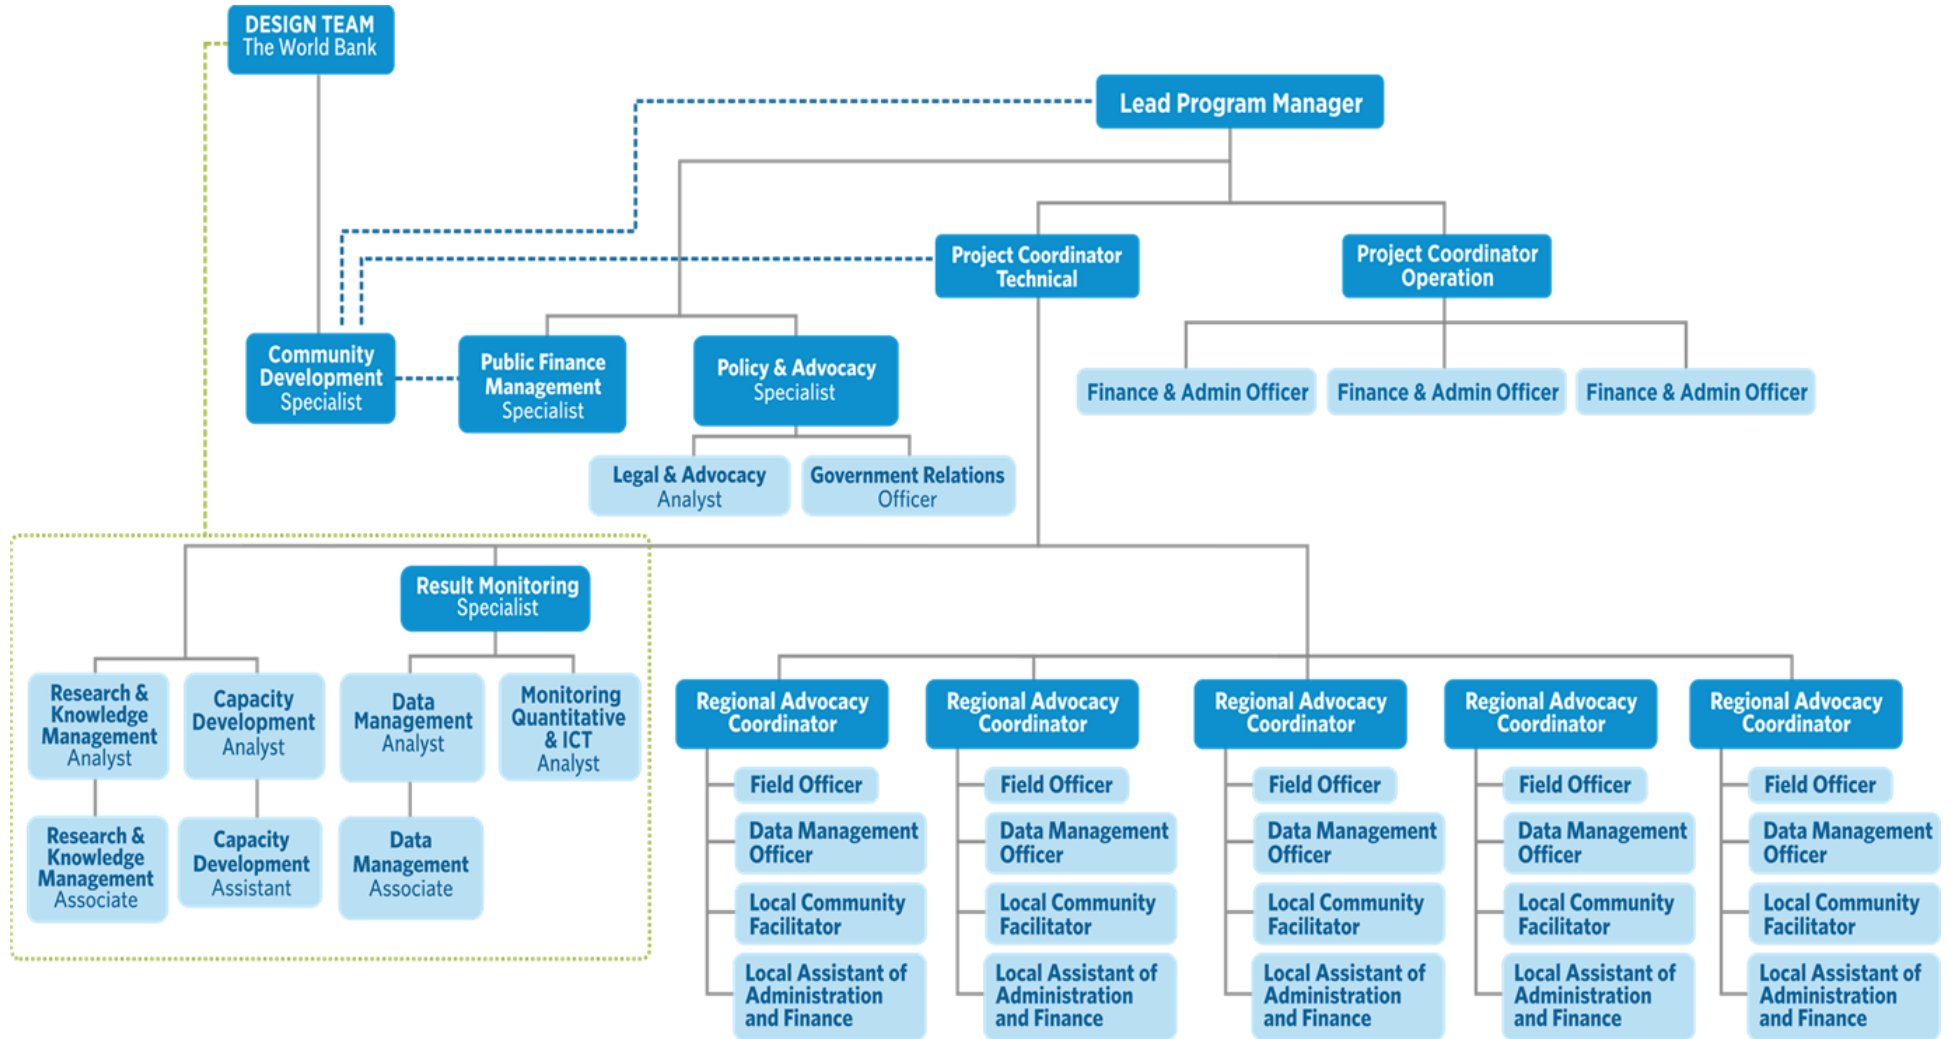 DESIGN TEAM
The World Bank
Lead Program Manager
Project Coordinator
Technical
Project Coordinator
Operation
Community
Development
Specialist
Public Finance
Management
Specialist
Policy & Advocacy
Specialist
Finance & Admin Officer
Finance & Admin Officer
Finance & Admin Officer
Legal & Advocacy
Analyst
Government Relations
Officer
Result Monitoring
Specialist
Research &
Knowledge
Management
Analyst
Capacity
Development
Analyst
Data
Management
Analyst
Monitoring
Quantitative
& ICT
Analyst
Research &
Knowledge
Management
Associate
Capacity
Development
Assistant
Data
Management
Associate
Regional Advocacy
Coordinator
Field Officer
Data Management
Officer
Local Community
Facilitator
Local Assistant of
Administration
and Finance
Regional Advocacy
Coordinator
Field Officer
Data Management
Officer
Local Community
Facilitator
Local Assistant of
Administration
and Finance
Regional Advocacy
Coordinator
Field Officer
Data Management
Officer
Local Community
Facilitator
Local Assistant of
Administration
and Finance
Regional Advocacy
Coordinator
Field Officer
Data Management
Officer
Local Community
Facilitator
Local Assistant of
Administration
and Finance
Regional Advocacy
Coordinator
Field Officer
Data Management
Officer
Local Community
Facilitator
Local Assistant of
Administration
and Finance